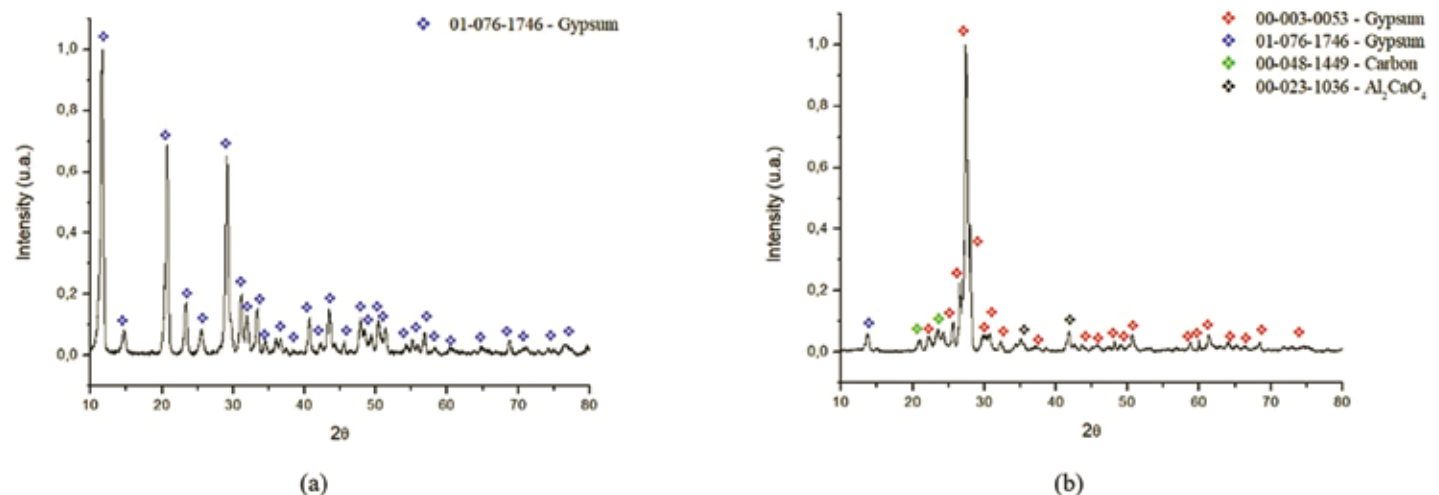 01-076-1746 - Gypsum
1,0
0,8
0,6
0,4
0,2
0,0
Intensity (u.a.)
10 20 30 40 50 60 70 80
2θ
(a)
00-003-0053 - Gypsum
01-076-1746 - Gypsum
00-048-1449 - Carbon
00-023-1036 - Al₂CaO₄
1,0
0,8
0,6
0,4
0,2
0,0
Intensity (u.a.)
10 20 30 40 50 60 70 80
2θ
(b)